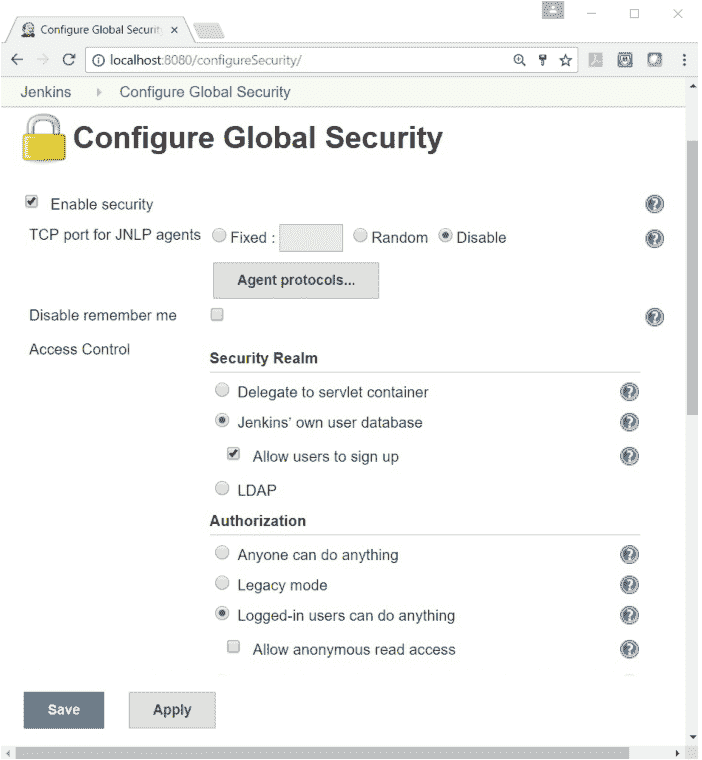 Configure Global Securit
localhost:8080/configureSecurity/
Jenkins Configure Global Security
Configure Global Security
Enable security
TCP port for JNLP agents Fixed : Random Disable
Agent protocols...
Disable remember me
Access Control
Security Realm
Delegate to servlet container
Jenkins' own user database
Allow users to sign up
LDAP
Authorization
Anyone can do anything
Legacy mode
Logged-in users can do anything
Allow anonymous read access
Save Apply